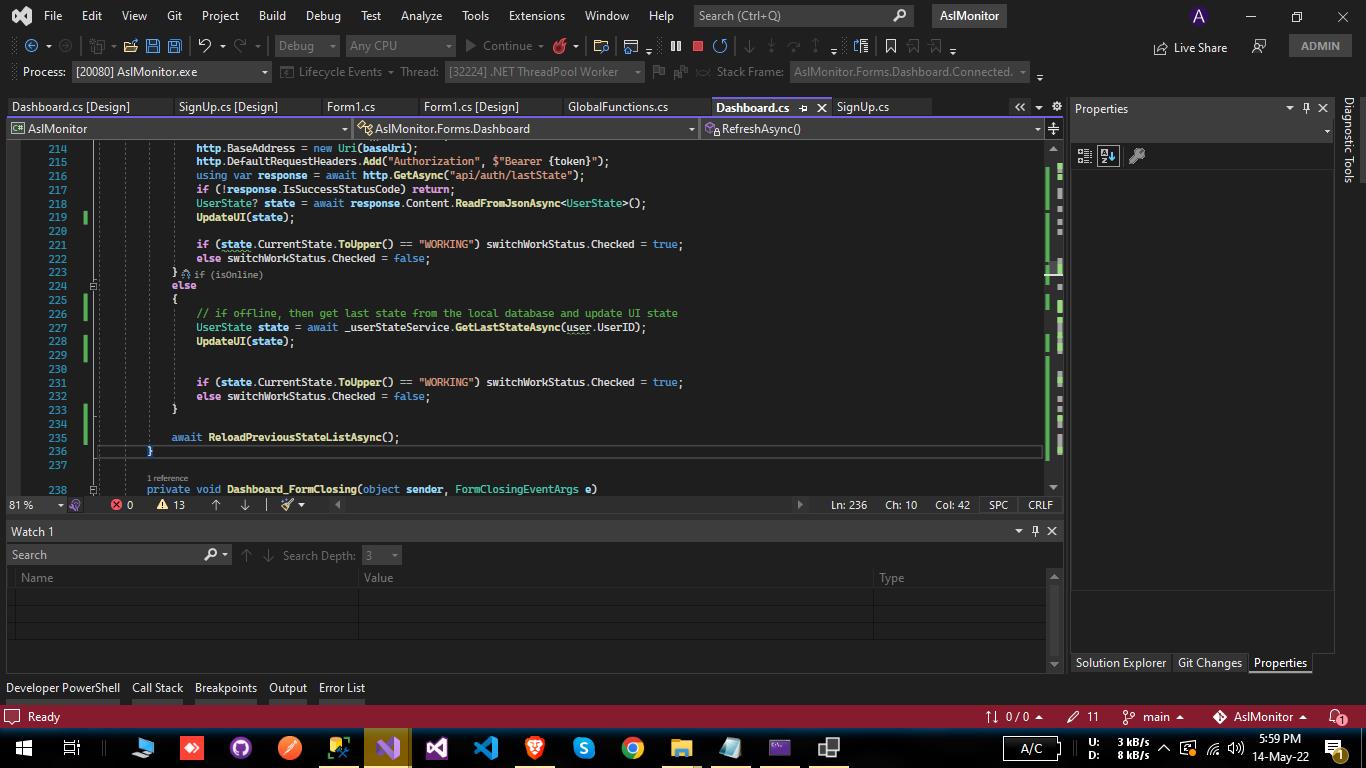 File Edit View Git Project Build Debug Test Analyze Tools Extensions Window Help Search (Ctrl+Q) AslMonitor A
Debug Any CPU Continue Live Share ADMIN
Process: [20080] AslMonitor.exe Lifecycle Events Thread: [32224] .NET ThreadPool Worker Stack Frame: AslMonitor.Forms.Dashboard.Connected.
Dashboard.cs [Design] SignUp.cs [Design] Form1.cs Form1.cs [Design] GlobalFunctions.cs Dashboard.cs SignUp.cs Properties
AslMonitor AslMonitor.Forms.Dashboard RefreshAsync()
Diagnostic Tools
214 http.BaseAddress = new Uri(baseUri);
215 http.DefaultRequestHeaders.Add("Authorization", $"Bearer {token}");
216 using var response = await http.GetAsync("api/auth/lastState");
217 if (!response.IsSuccessStatusCode) return;
218 UserState? state = await response.Content.ReadFromJsonAsync<UserState>();
219 UpdateUI(state);
220
221 if (state.CurrentState.ToUpper() == "WORKING") switchWorkStatus.Checked = true;
222 else switchWorkStatus.Checked = false;
223 } if (isOnline)
224 else
225 {
226 // if offline, then get last state from the local database and update UI state
227 UserState state = await _userStateService.GetLastStateAsync(user.UserID);
228 UpdateUI(state);
229
230
231 if (state.CurrentState.ToUpper() == "WORKING") switchWorkStatus.Checked = true;
232 else switchWorkStatus.Checked = false;
233 }
234
235 await ReloadPreviousStateListAsync();
236 }
237
1 reference
238 private void Dashboard_FormClosing(object sender, FormClosingEventArgs e)
81 % 0 13 Ln: 236 Ch: 10 Col: 42 SPC CRLF
Watch 1
Search Search Depth: 3
Name Value Type
Solution Explorer Git Changes Properties
Developer PowerShell Call Stack Breakpoints Output Error List
Ready 0 / 0 11 main AslMonitor 1
A/C U: 3 kB/s D: 8 kB/s 5:59 PM 14-May-22 1